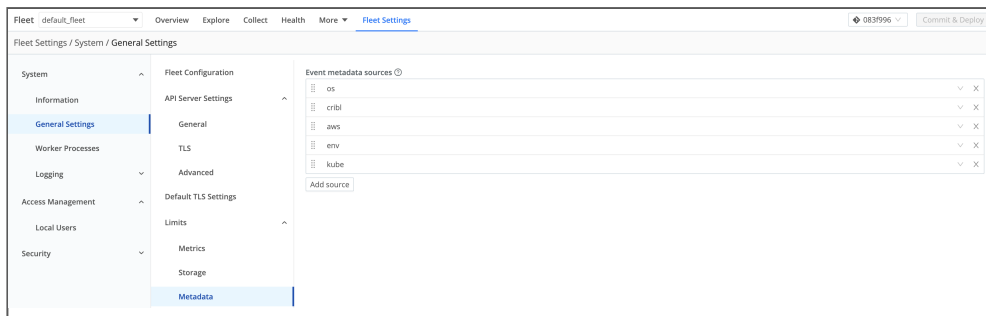 Fleet default_fleet Overview Explore Collect Health More Fleet Settings 083f996 Commit & Deploy
Fleet Settings / System / General Settings
System
Information
General Settings
Worker Processes
Logging
Access Management
Local Users
Security
Fleet Configuration
API Server Settings
General
TLS
Advanced
Default TLS Settings
Limits
Metrics
Storage
Metadata
Event metadata sources
os
cribl
aws
env
kube
Add source